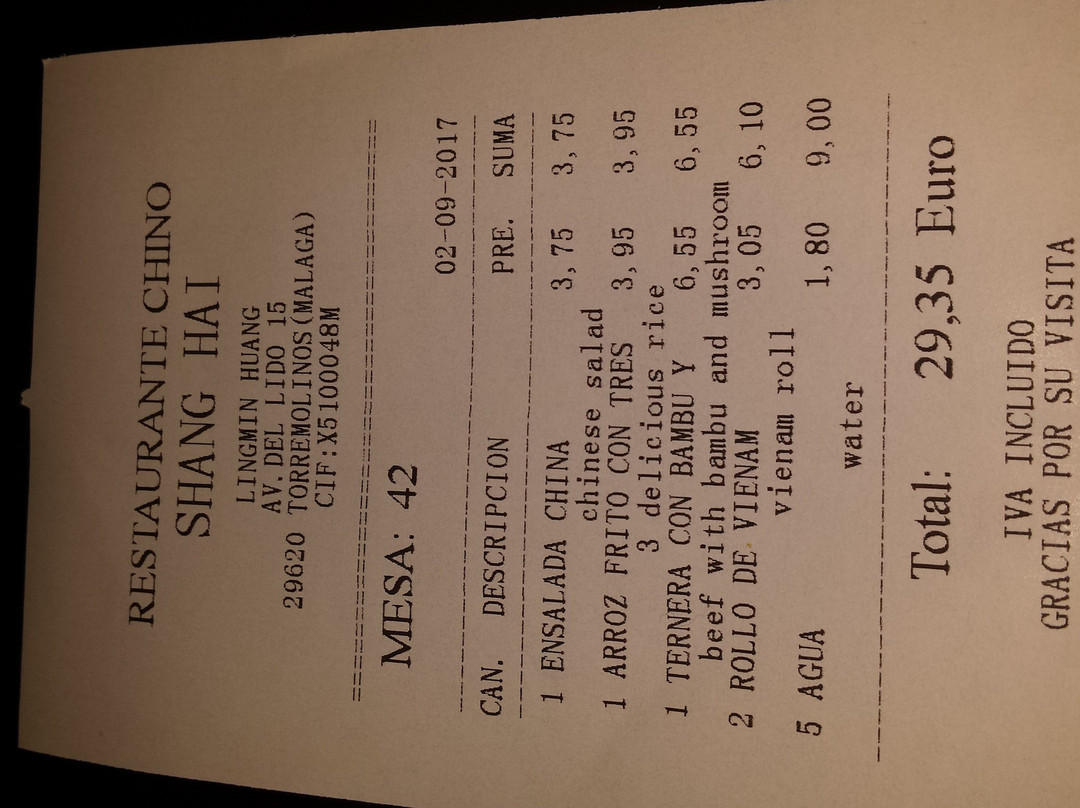 RESTAURANTE CHINO
SHANG HAI
LINGMIN HUANG
AV. DEL LIDO 15
29620 TORREMOLINOS(MALAGA)
CIF:X5100048M
MESA: 42
02-09-2017
CAN. DESCRIPCION PRE. SUMA
1 ENSALADA CHINA 3,75 3,75
chinese salad
1 ARROZ FRITO CON TRES 3,95 3,95
3 delicious rice
1 TERNERA CON BAMBU Y 6,55 6,55
beef with bambu and mushroom
2 ROLLO DE VIENAM 3,05 6,10
vienam roll
5 AGUA 1,80 9,00
water
Total: 29,35 Euro
IVA INCLUIDO
GRACIAS POR SU VISITA